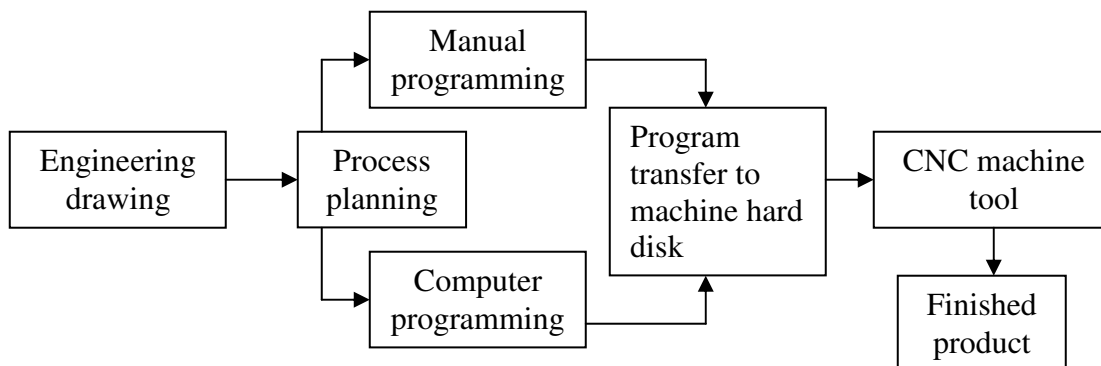 Engineering
drawing
Process
planning
Manual
programming
Computer
programming
Program
transfer to
machine hard
disk
CNC machine
tool
Finished
product